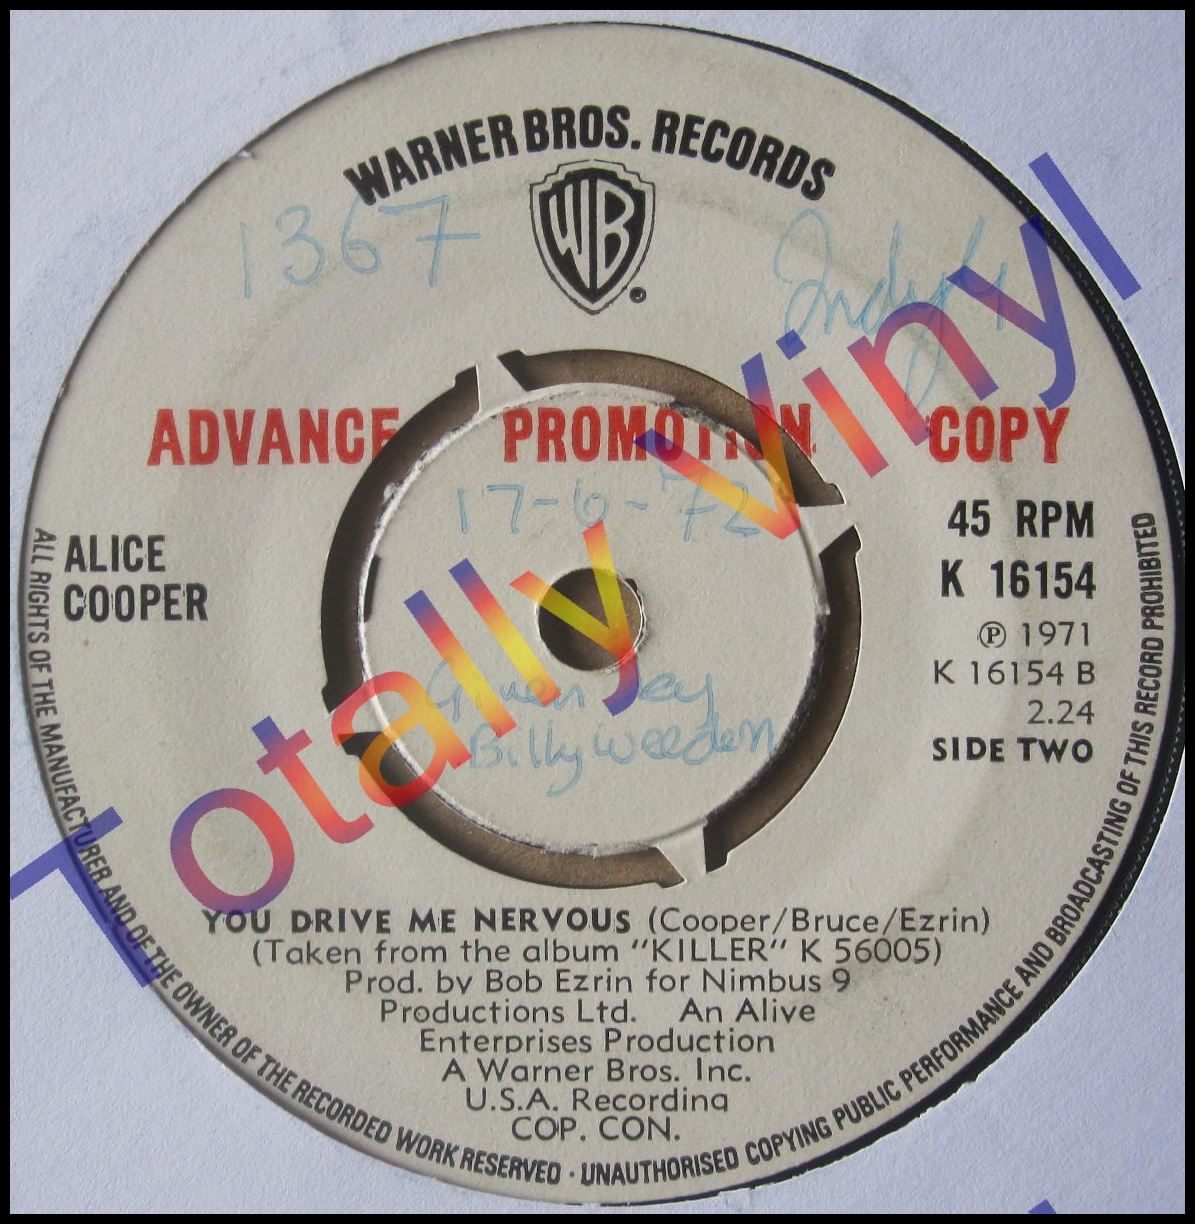 WARNER BROS. RECORDS
WB
1367
ADVANCE PROMOTION COPY
17-6-72
ALICE
COOPER
45 RPM
K 16154
℗ 1971
K 16154 B
2.24
SIDE TWO
Billy Weeden
YOU DRIVE ME NERVOUS (Cooper/Bruce/Ezrin)
(Taken from the album "KILLER" K 56005)
Prod. by Bob Ezrin for Nimbus 9
Productions Ltd. An Alive
Enterprises Production
A Warner Bros. Inc.
U.S.A. Recording
COP. CON.
ALL RIGHTS OF THE MANUFACTURER AND OF THE OWNER OF THE RECORDED WORK RESERVED · UNAUTHORISED COPYING PUBLIC PERFORMANCE AND BROADCASTING OF THIS RECORD PROHIBITED
Totally Vinyl